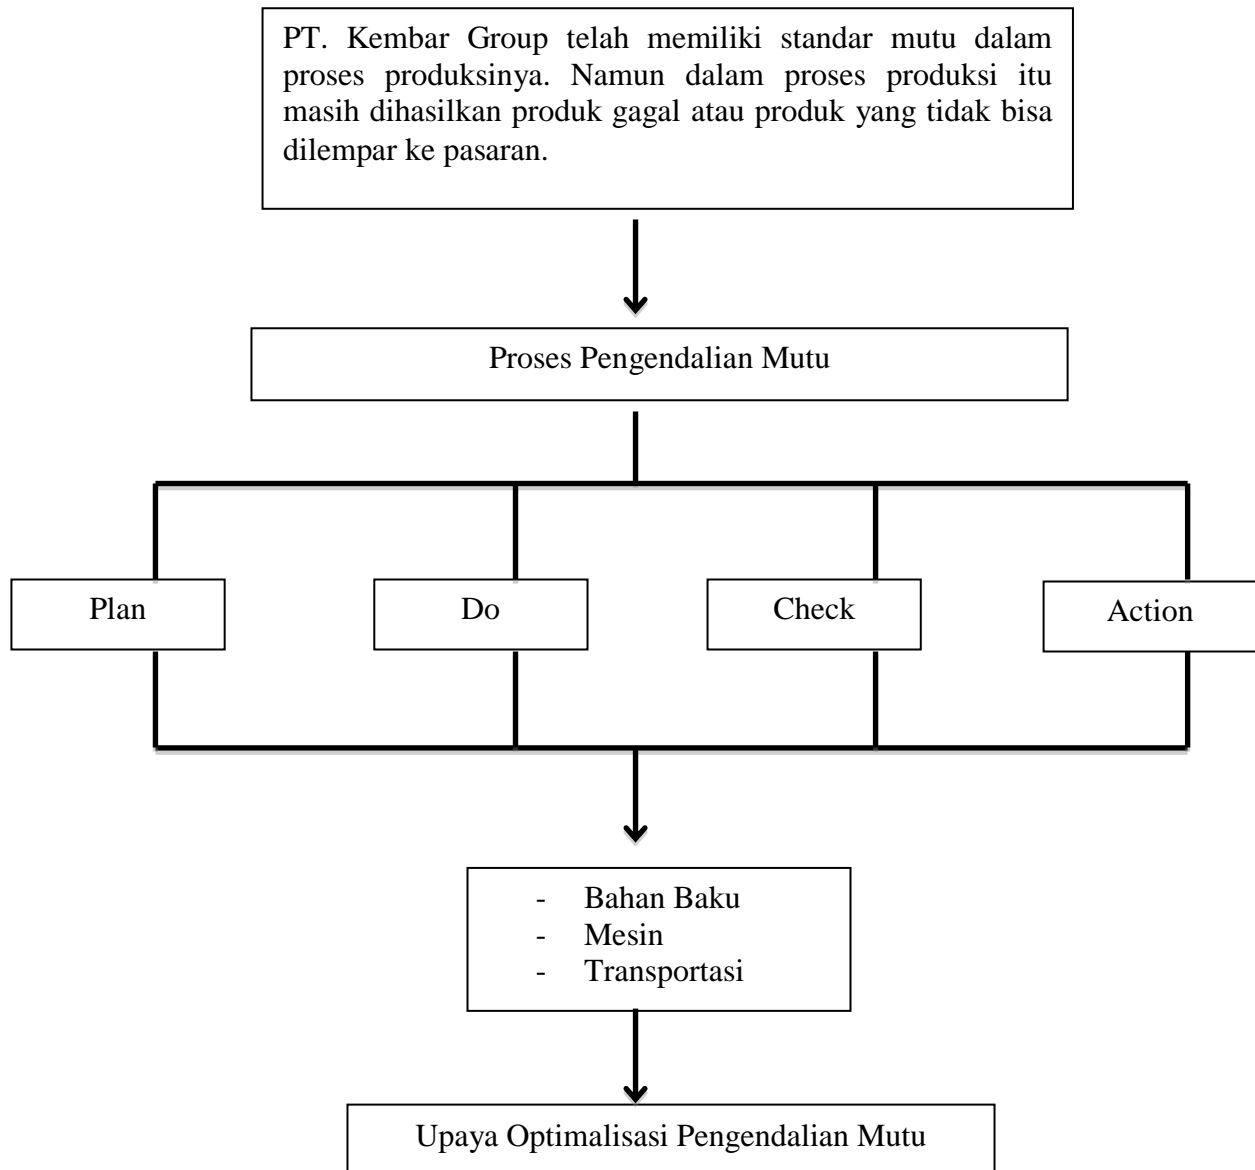 PT. Kembar Group telah memiliki standar mutu dalam
proses produksinya. Namun dalam proses produksi itu
masih dihasilkan produk gagal atau produk yang tidak bisa
dilempar ke pasaran.
Proses Pengendalian Mutu
Plan
Do
Check
Action
- Bahan Baku
- Mesin
- Transportasi
Upaya Optimalisasi Pengendalian Mutu